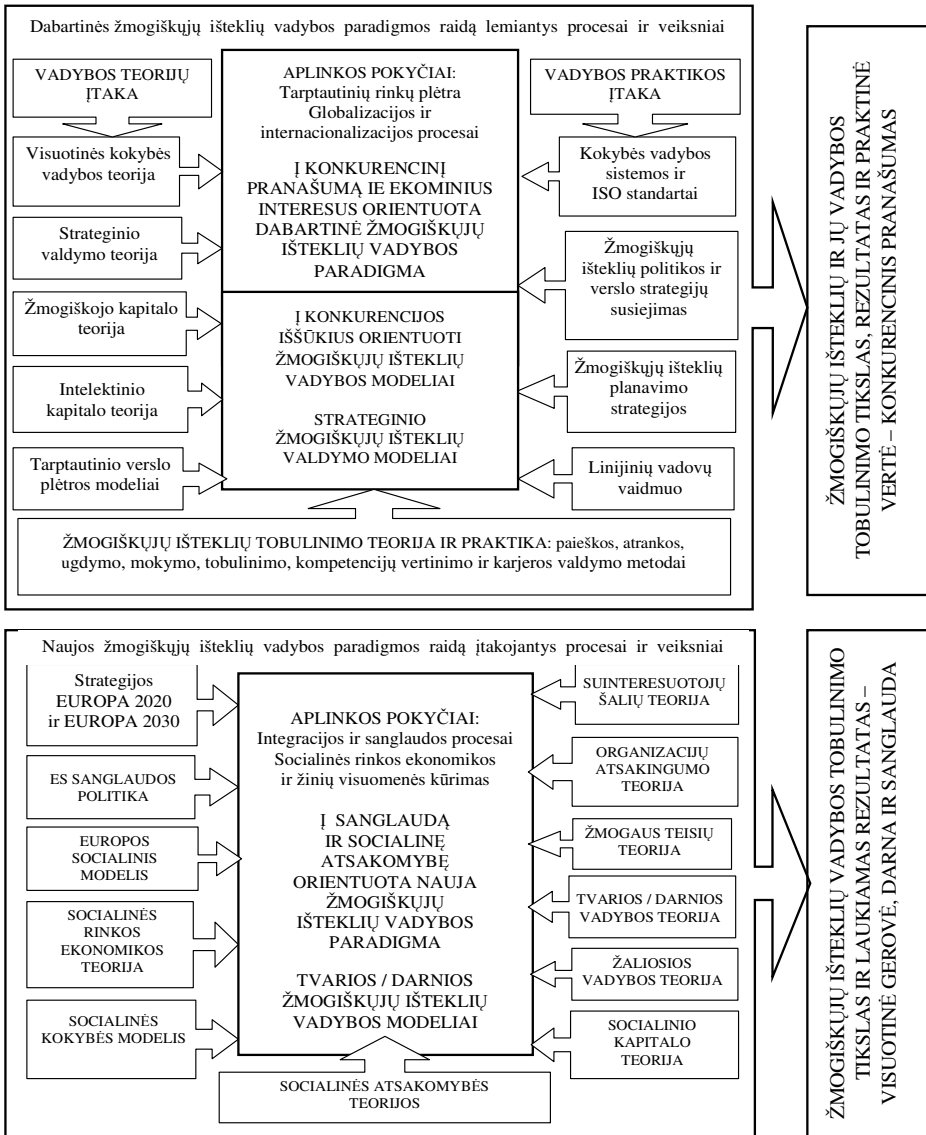 Dabartinės žmogiškųjų išteklių vadybos paradigmos raidą lemiantys procesai ir veiksniai
VADYBOS TEORIJŲ
ĮTAKA
Visuotinės kokybės
vadybos teorija
Strateginio
valdymo teorija
Žmogiškojo kapitalo
teorija
Intelektinio
kapitalo teorija
Tarptautinio verslo
plėtros modeliai
APLINKOS POKYČIAI:
Tarptautinių rinkų plėtra
Globalizacijos ir
internacionalizacijos procesai
Į KONKURENCINĮ
PRANAŠUMĄ IE EKOMINIUS
INTERESUS ORIENTUOTA
DABARTINĖ ŽMOGIŠKŲJŲ
IŠTEKLIŲ VADYBOS
PARADIGMA
Į KONKURENCIJOS
IŠŠŪKIUS ORIENTUOTI
ŽMOGIŠKŲJŲ IŠTEKLIŲ
VADYBOS MODELIAI
STRATEGINIO
ŽMOGIŠKŲJŲ IŠTEKLIŲ
VALDYMO MODELIAI
VADYBOS PRAKTIKOS
ĮTAKA
Kokybės vadybos
sistemos ir
ISO standartai
Žmogiškųjų
išteklių politikos ir
verslo strategijų
susiejimas
Žmogiškųjų išteklių
planavimo
strategijos
Linijinių vadovų
vaidmuo
ŽMOGIŠKŲJŲ IŠTEKLIŲ TOBULINIMO TEORIJA IR PRAKTIKA: paieškos, atrankos,
ugdymo, mokymo, tobulinimo, kompetencijų vertinimo ir karjeros valdymo metodai
ŽMOGIŠKŲJŲ IŠTEKLIŲ IR JŲ VADYBOS
TOBULINIMO TIKSLAS, REZULTATAS IR PRAKTINĖ
VERTĖ – KONKURENCINIS PRANAŠUMAS
Naujos žmogiškųjų išteklių vadybos paradigmos raidą įtakojantys procesai ir veiksniai
Strategijos
EUROPA 2020
ir EUROPA 2030
ES SANGLAUDOS
POLITIKA
EUROPOS
SOCIALINIS
MODELIS
SOCIALINĖS
RINKOS
EKONOMIKOS
TEORIJA
SOCIALINĖS
KOKYBĖS MODELIS
APLINKOS POKYČIAI:
Integracijos ir sanglaudos procesai
Socialinės rinkos ekonomikos
ir žinių visuomenės kūrimas
Į SANGLAUDĄ
IR SOCIALINĘ
ATSAKOMYBĘ
ORIENTUOTA NAUJA
ŽMOGIŠKŲJŲ
IŠTEKLIŲ VADYBOS
PARADIGMA
TVARIOS / DARNIOS
ŽMOGIŠKŲJŲ IŠTEKLIŲ
VADYBOS MODELIAI
SUINTERESUOTOJŲ
ŠALIŲ TEORIJA
ORGANIZACIJŲ
ATSAKINGUMO
TEORIJA
ŽMOGAUS TEISIŲ
TEORIJA
TVARIOS / DARNIOS
VADYBOS TEORIJA
ŽALIOSIOS
VADYBOS TEORIJA
SOCIALINIO
KAPITALO
TEORIJA
SOCIALINĖS ATSAKOMYBĖS
TEORIJOS
ŽMOGIŠKŲJŲ IŠTEKLIŲ VADYBOS TOBULINIMO
TIKSLAS IR LAUKIAMAS REZULTATAS –
VISUOTINĖ GEROVĖ, DARNA IR SANGLAUDA